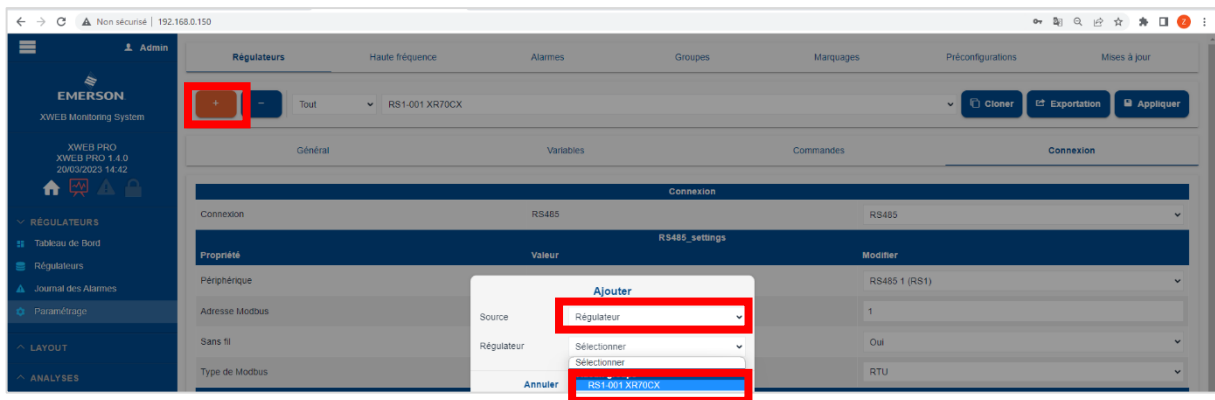 Non sécurisé | 192.168.0.150
Admin
EMERSON
XWEB Monitoring System
XWEB PRO
XWEB PRO 1.4.0
20/03/2023 14:42
RÉGULATEURS
Tableau de Bord
Régulateurs
Journal des Alarmes
Paramétrage
LAYOUT
ANALYSES
Régulateurs Haute fréquence Alarmes Groupes Marquages Préconfigurations Mises à jour
+ - Tout RS1-001 XR70CX Cloner Exportation Appliquer
Général Variables Commandes Connexion
Connexion
Connexion RS485 RS485
RS485_settings
Propriété Valeur Modifier
Périphérique RS485 1 (RS1)
Adresse Modbus 1
Sans fil Oui
Type de Modbus RTU
Ajouter
Source Régulateur
Régulateur Sélectionner
Sélectionner
RS1-001 XR70CX
Annuler
Z